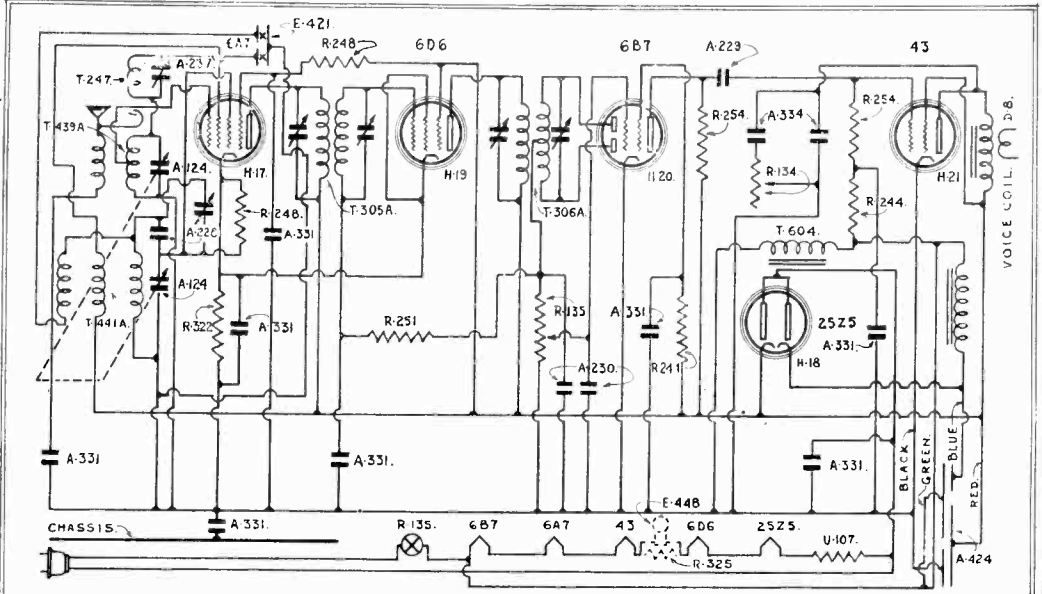 E·421.
6A7
R·248
6D6
6B7
A·229
43
A·237
T·247
T·439A
A·124.
A·226
A·124
T·441A.
H·17.
R·248.
A·331
R·322
A·331
T·305A.
R·251
H·19
T·306A.
R·135
A·230.
H·20.
A·331
R·241
R·254.
A·334
R·134.
R·254.
R·244.
T·604.
25Z5
H·18
A·331.
H·21
VOICE COIL. D8.
A·331
A·331.
A·331.
BLACK
GREEN.
BLUE
RED.
CHASSIS.
A·331.
R·135.
6B7
6A7
43
E·448
6D6
25Z5
U·107.
R·325
A·424